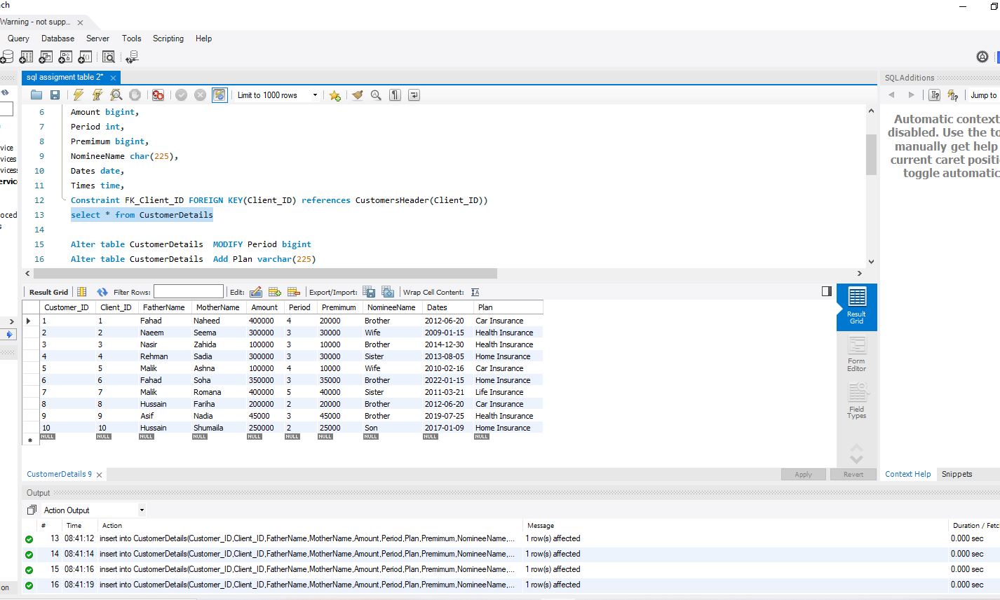 ch
Warning - not supp...
Query Database Server Tools Scripting Help
sql assigment table 2*
SQLAdditions
Limit to 1000 rows
Jump to
6 Amount bigint,
7 Period int,
8 Premimum bigint,
9 NomineeName char(225),
10 Dates date,
11 Times time,
12 Constraint FK_Client_ID FOREIGN KEY(Client_ID) references CustomersHeader(Client_ID))
13 select * from CustomerDetails
14
15 Alter table CustomerDetails MODIFY Period bigint
16 Alter table CustomerDetails Add Plan varchar(225)
Automatic context
disabled. Use the to
manually get help
current caret positi
toggle automatic
vice
vices
vices
ervic
oced
s
Result Grid Filter Rows: Edit: Export/Import: Wrap Cell Content:
Customer_ID Client_ID FatherName MotherName Amount Period Premimum NomineeName Dates Plan
1 1 Fahad Naheed 400000 4 20000 Brother 2012-06-20 Car Insurance
2 2 Naeem Seema 300000 3 30000 Wife 2009-01-15 Health Insurance
3 3 Nasir Zahida 100000 3 10000 Brother 2014-12-30 Health Insurance
4 4 Rehman Sadia 300000 3 30000 Sister 2013-08-05 Home Insurance
5 5 Malik Ashna 100000 4 10000 Wife 2010-02-16 Car Insurance
6 6 Fahad Soha 350000 3 35000 Brother 2022-01-15 Home Insurance
7 7 Malik Romana 400000 5 40000 Sister 2011-03-21 Life Insurance
8 8 Hussain Fariha 200000 2 20000 Brother 2012-06-20 Car Insurance
9 9 Asif Nadia 45000 3 45000 Brother 2019-07-25 Health Insurance
10 10 Hussain Shumaila 250000 2 25000 Son 2017-01-09 Home Insurance
NULL NULL NULL NULL NULL NULL NULL NULL NULL NULL
Result
Grid
Form
Editor
Field
Types
CustomerDetails 9
Apply Revert
Context Help Snippets
Output
Action Output
# Time Action Message Duration / Fetc
13 08:41:12 insert into CustomerDetails(Customer_ID,Client_ID,FatherName,MotherName,Amount,Period,Plan,Premimum,NomineeName,... 1 row(s) affected 0.000 sec
14 08:41:14 insert into CustomerDetails(Customer_ID,Client_ID,FatherName,MotherName,Amount,Period,Plan,Premimum,NomineeName,... 1 row(s) affected 0.000 sec
15 08:41:16 insert into CustomerDetails(Customer_ID,Client_ID,FatherName,MotherName,Amount,Period,Plan,Premimum,NomineeName,... 1 row(s) affected 0.000 sec
16 08:41:19 insert into CustomerDetails(Customer_ID,Client_ID,FatherName,MotherName,Amount,Period,Plan,Premimum,NomineeName,... 1 row(s) affected 0.000 sec
on